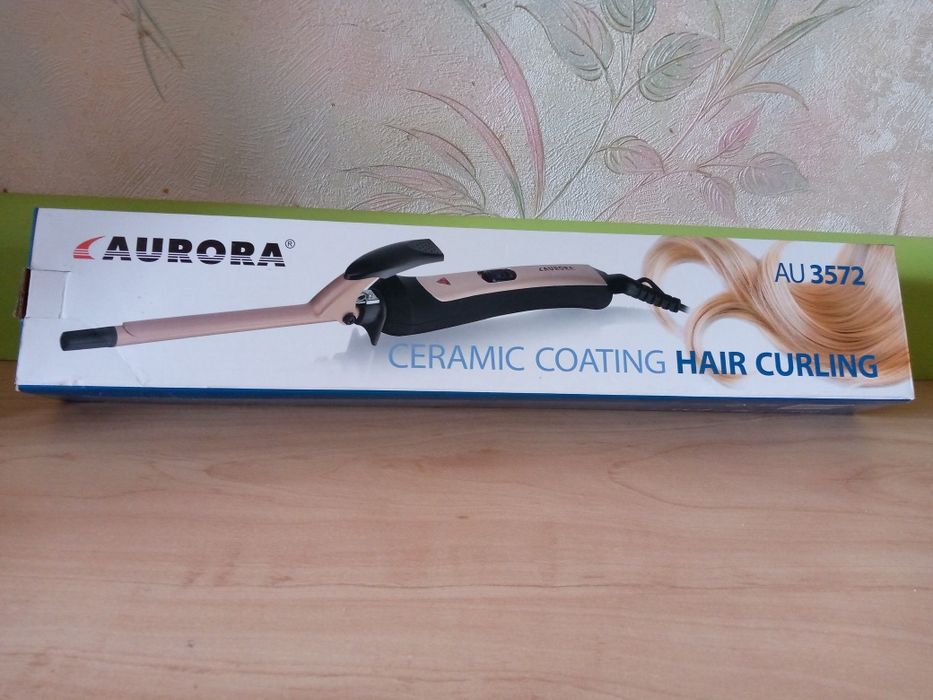 AURORA®
AU 3572
AURORA
CERAMIC COATING HAIR CURLING